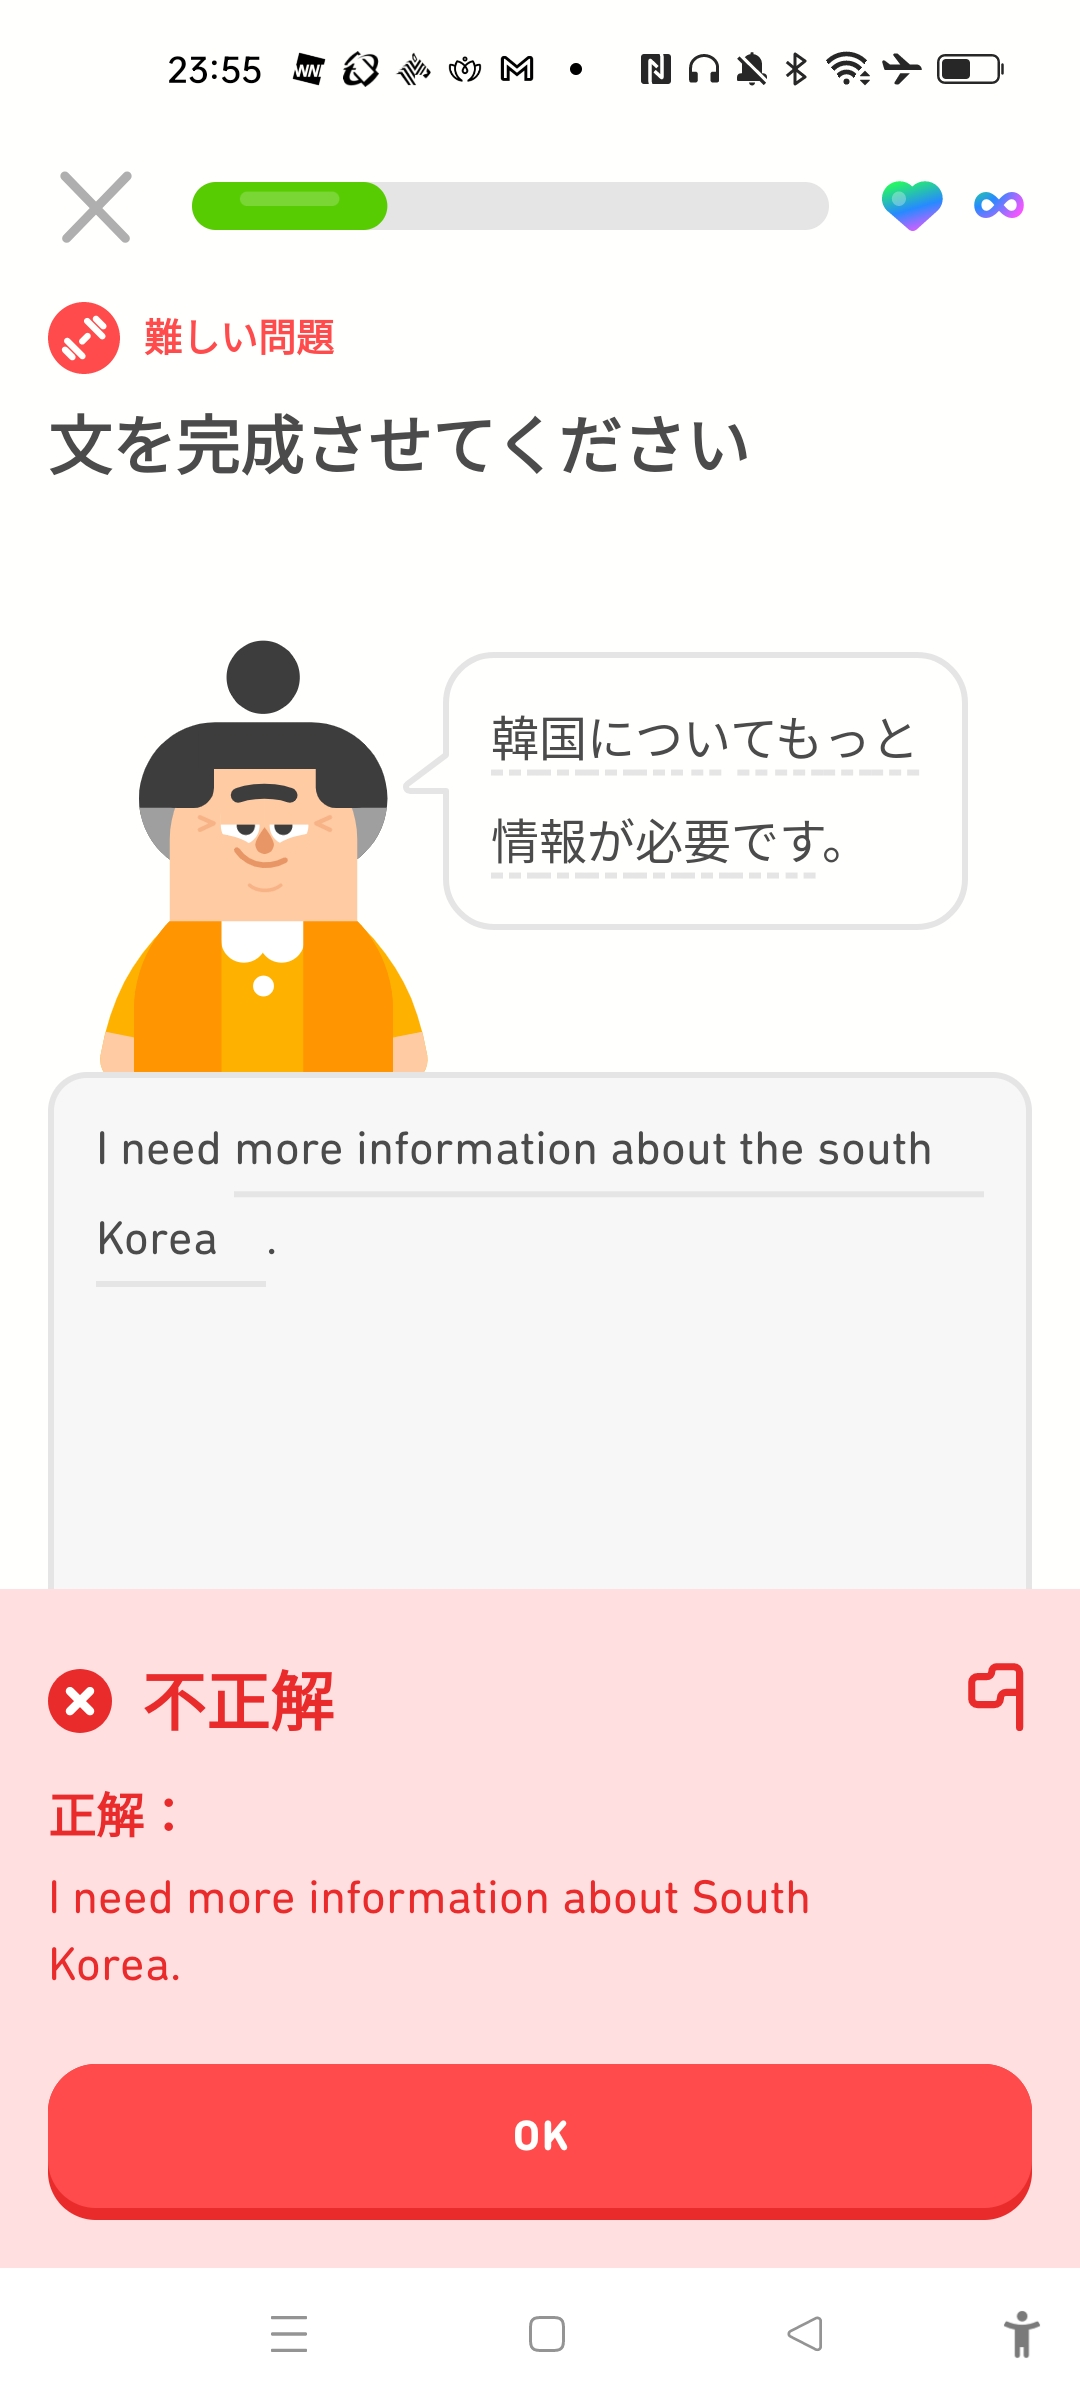 23:55
難しい問題
文を完成させてください
韓国についてもっと
情報が必要です。
I need more information about the south
Korea .
不正解
正解：
I need more information about South
Korea.
OK